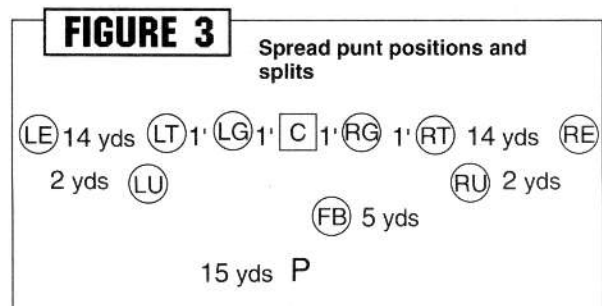 FIGURE 3
Spread punt positions and
splits
LE 14 yds LT 1' LG 1' C 1' RG 1' RT 14 yds RE
2 yds LU RU 2 yds
FB 5 yds
15 yds P